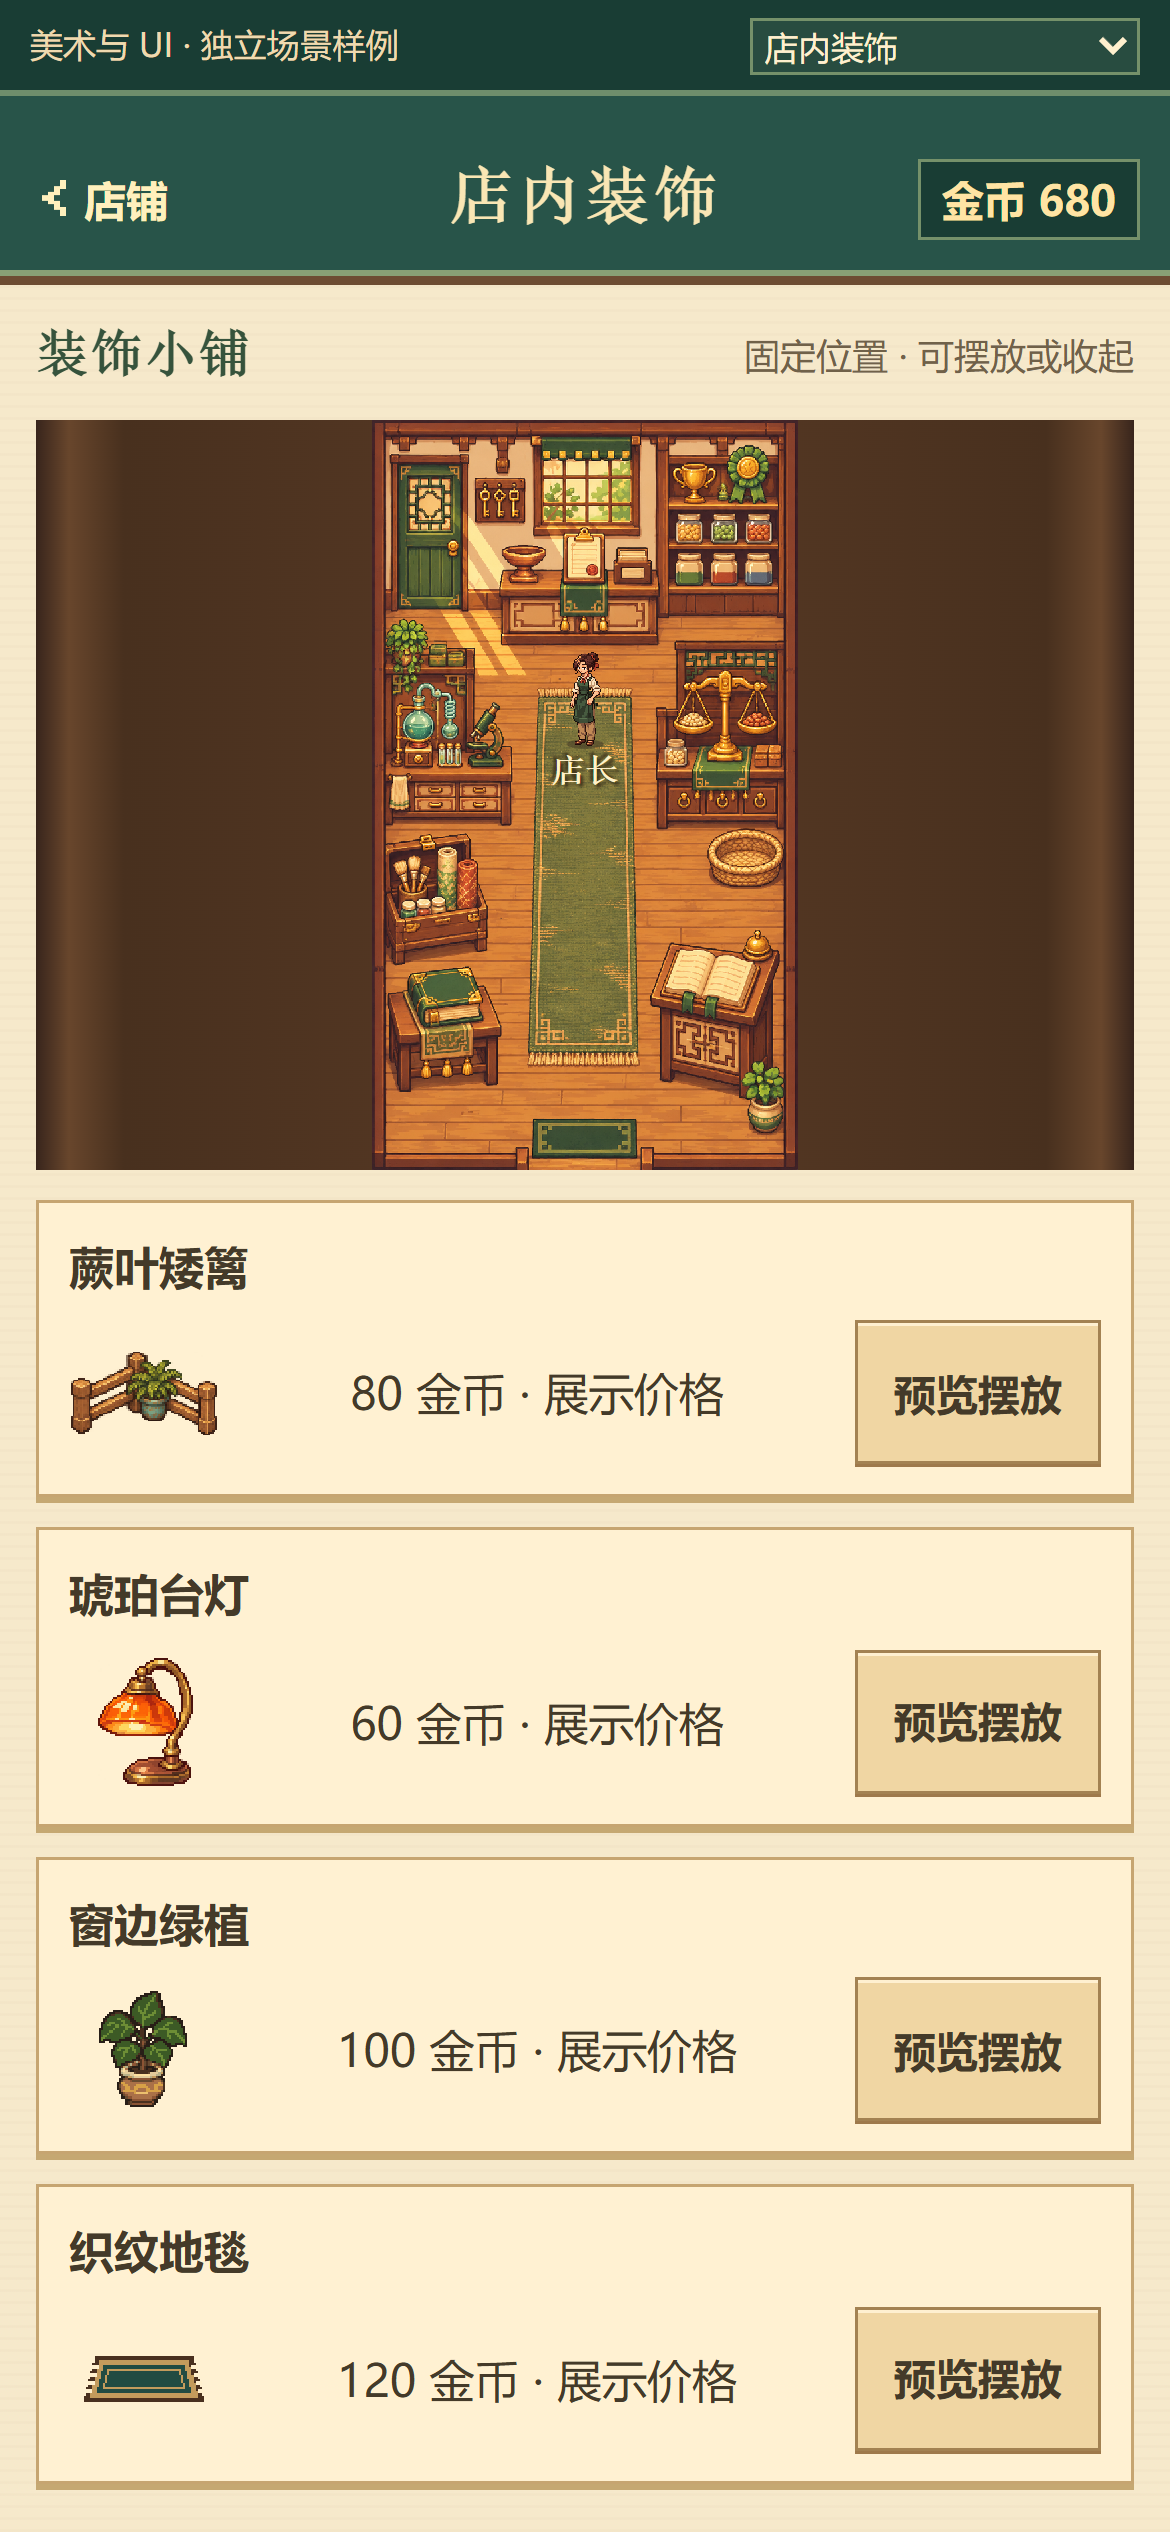 美术与 UI · 独立场景样例
店内装饰
店铺
店内装饰
金币 680
装饰小铺
固定位置 · 可摆放或收起
店长
蕨叶矮篱
80 金币 · 展示价格
预览摆放
琥珀台灯
60 金币 · 展示价格
预览摆放
窗边绿植
100 金币 · 展示价格
预览摆放
织纹地毯
120 金币 · 展示价格
预览摆放